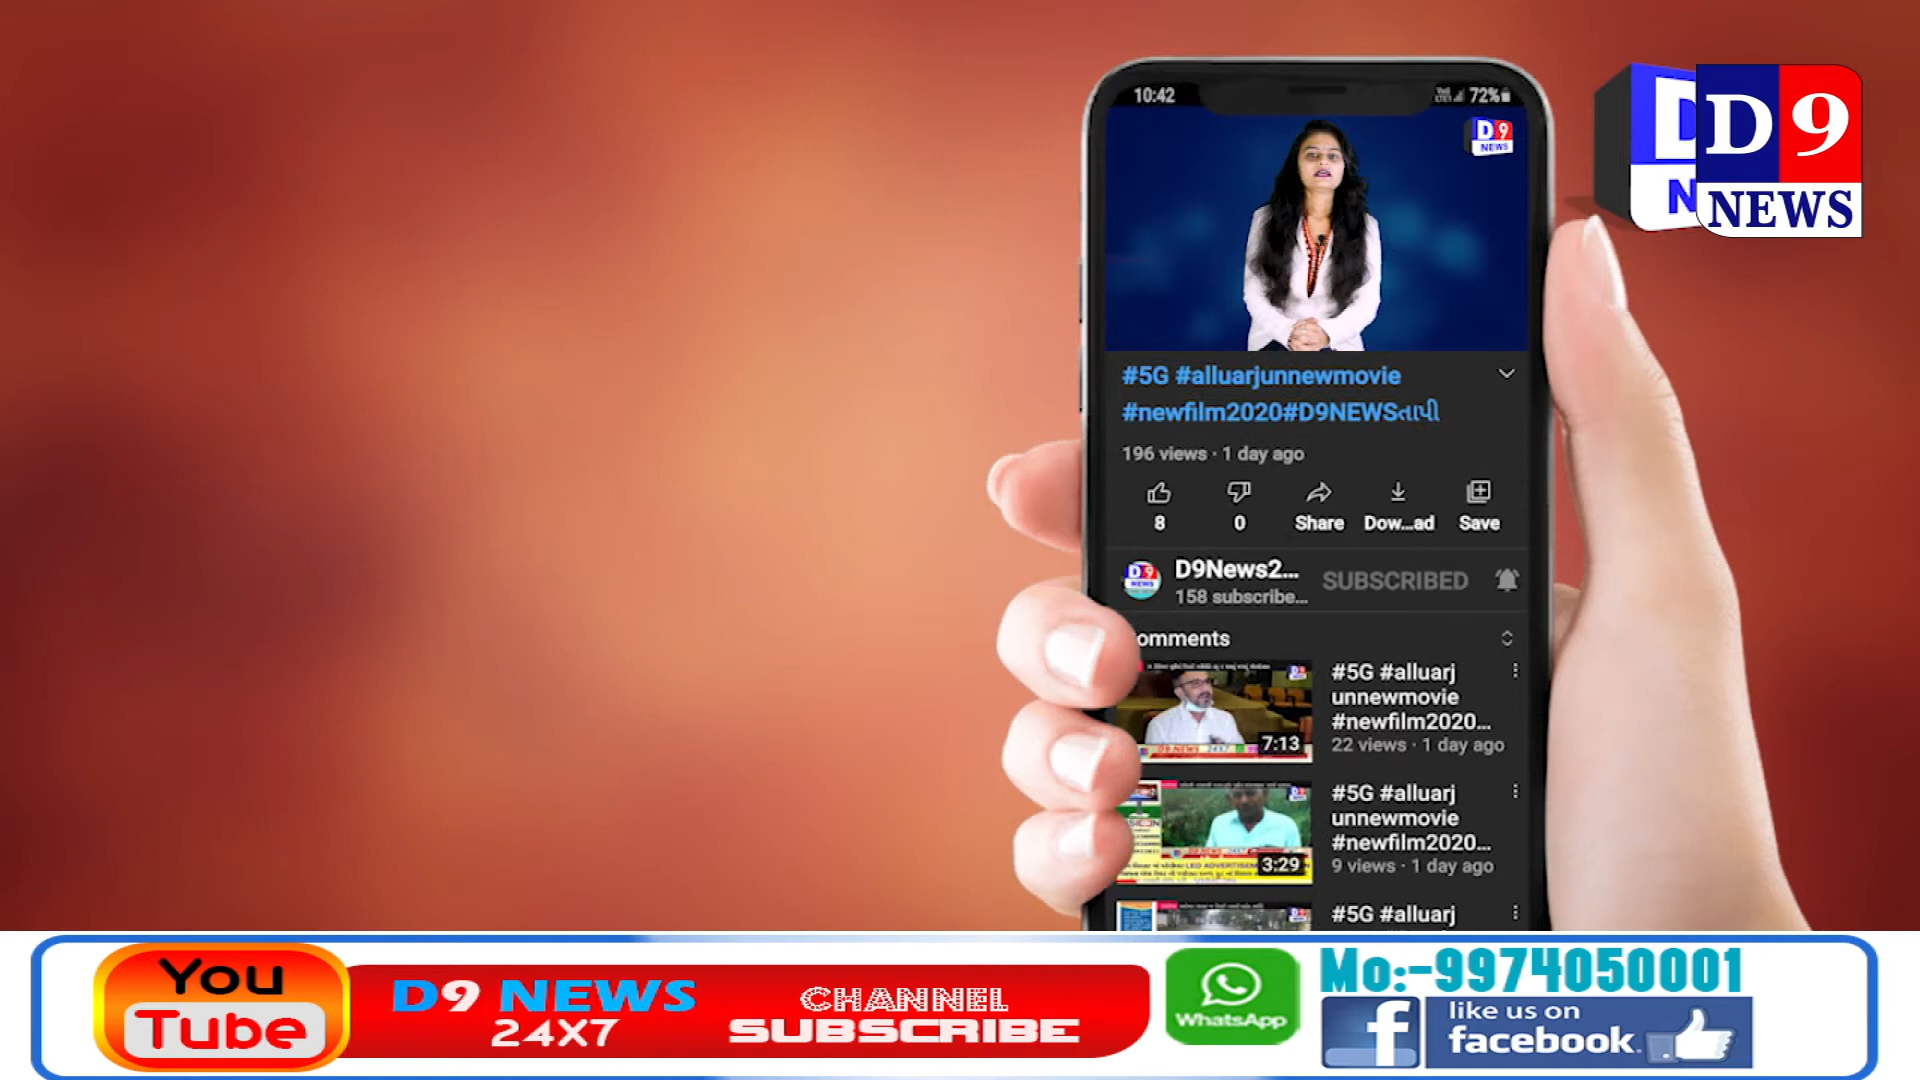 10:42
72%
D9
NEWS
D
N
D9
NEWS
#5G #alluarjunnewmovie
#newfilm2020#D9NEWSતાપી
196 views · 1 day ago
8
0
Share
Dow...ad
Save
D9
NEWS
D9News2...
158 subscribe...
SUBSCRIBED
omments
#5G #alluarj
unnewmovie
#newfilm2020...
22 views · 1 day ago
7:13
#5G #alluarj
unnewmovie
#newfilm2020...
9 views · 1 day ago
3:29
#5G #alluarj
You
Tube
D9 NEWS
24X7
CHANNEL
SUBSCRIBE
WhatsApp
Mo:-9974050001
f
like us on
facebook.